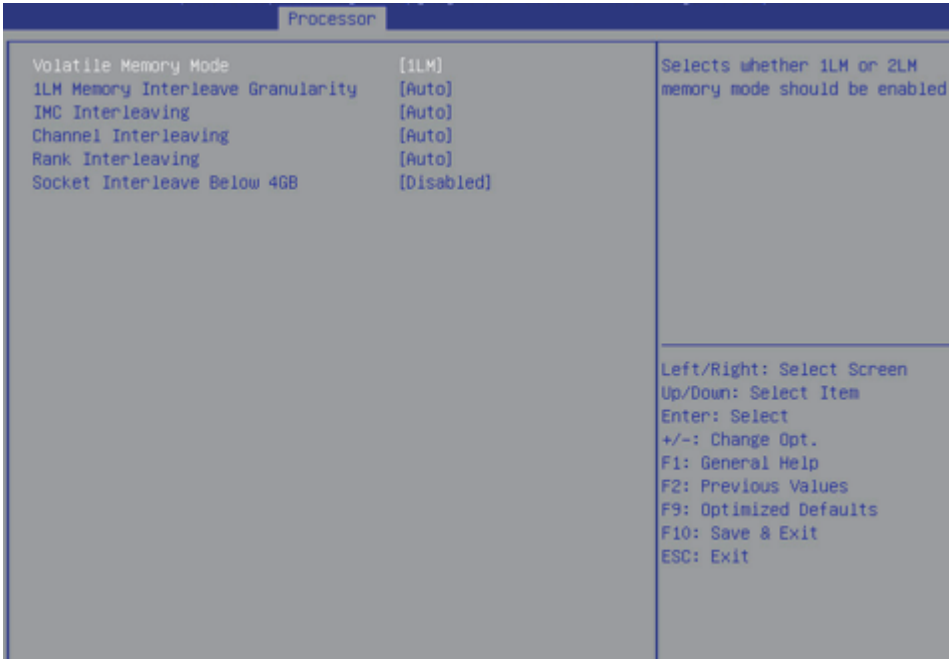 Processor
Volatile Memory Mode [1LM]
1LM Memory Interleave Granularity [Auto]
IMC Interleaving [Auto]
Channel Interleaving [Auto]
Rank Interleaving [Auto]
Socket Interleave Below 4GB [Disabled]
Selects whether 1LM or 2LM
memory mode should be enabled
Left/Right: Select Screen
Up/Down: Select Item
Enter: Select
+/-: Change Opt.
F1: General Help
F2: Previous Values
F9: Optimized Defaults
F10: Save & Exit
ESC: Exit